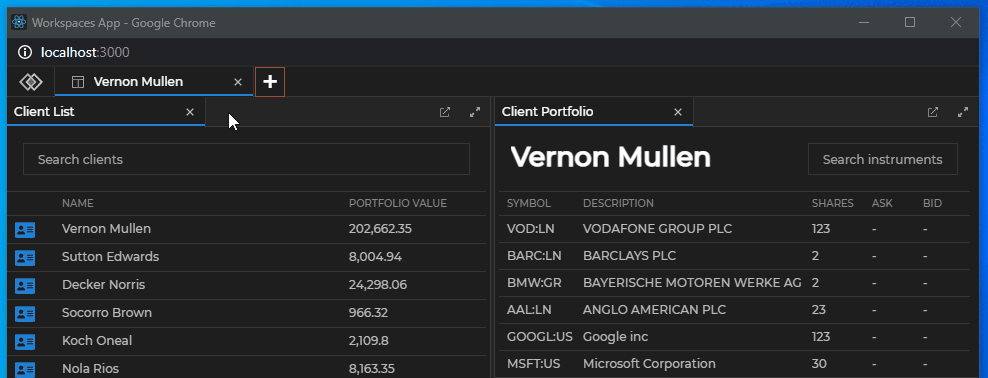 Workspaces App - Google Chrome
localhost:3000
Vernon Mullen
Client List
Search clients
NAME PORTFOLIO VALUE
Vernon Mullen 202,662.35
Sutton Edwards 8,004.94
Decker Norris 24,298.06
Socorro Brown 966.32
Koch Oneal 2,109.8
Nola Rios 8,163.35
Client Portfolio
Vernon Mullen
Search instruments
SYMBOL DESCRIPTION SHARES ASK BID
VOD:LN VODAFONE GROUP PLC 123 - -
BARC:LN BARCLAYS PLC 2 - -
BMW:GR BAYERISCHE MOTOREN WERKE AG 2 - -
AAL:LN ANGLO AMERICAN PLC 23 - -
GOOGL:US Google inc 123 - -
MSFT:US Microsoft Corporation 30 - -